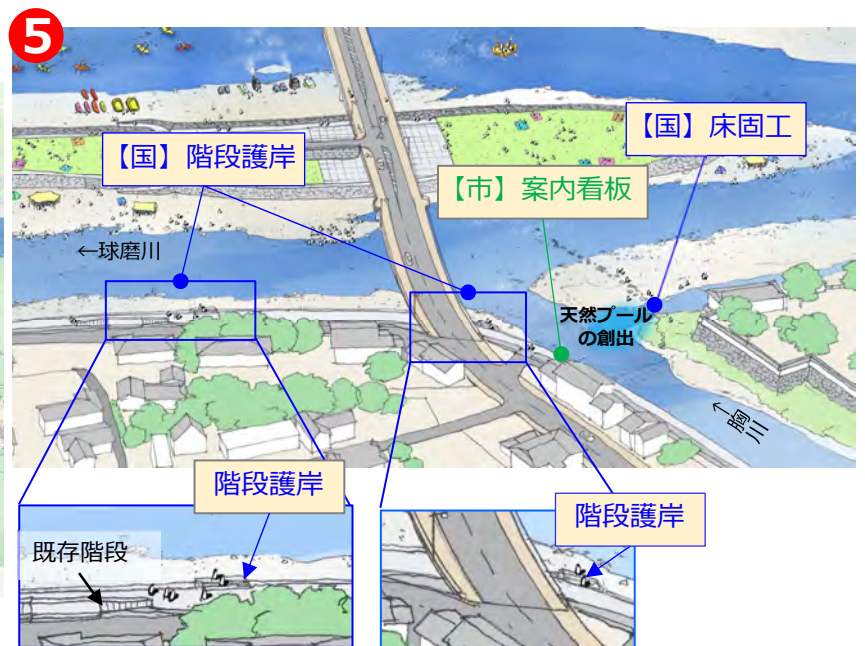 5
【国】階段護岸
【国】床固工
【市】案内看板
←球磨川
天然プール
の創出
←胸川
階段護岸
階段護岸
既存階段